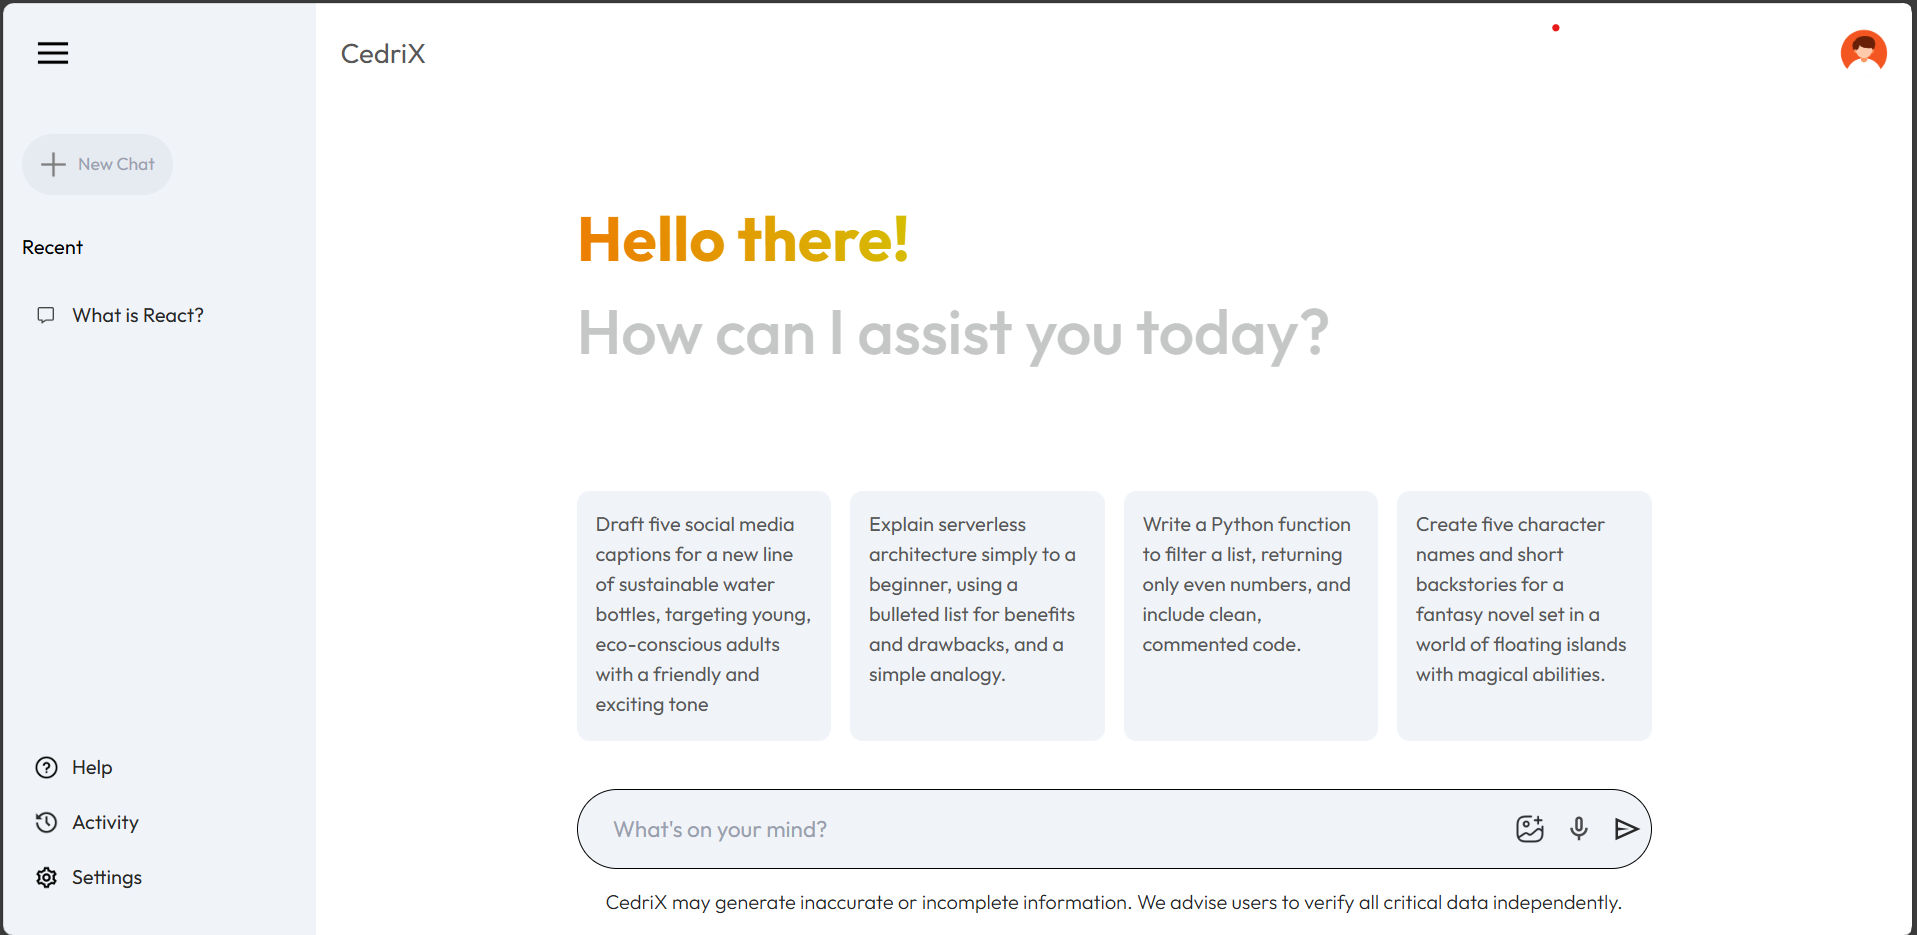 CedriX
New Chat
Recent
What is React?
Help
Activity
Settings
Hello there!
How can I assist you today?
Draft five social media
captions for a new line
of sustainable water
bottles, targeting young,
eco-conscious adults
with a friendly and
exciting tone
Explain serverless
architecture simply to a
beginner, using a
bulleted list for benefits
and drawbacks, and a
simple analogy.
Write a Python function
to filter a list, returning
only even numbers, and
include clean,
commented code.
Create five character
names and short
backstories for a
fantasy novel set in a
world of floating islands
with magical abilities.
What's on your mind?
CedriX may generate inaccurate or incomplete information. We advise users to verify all critical data independently.